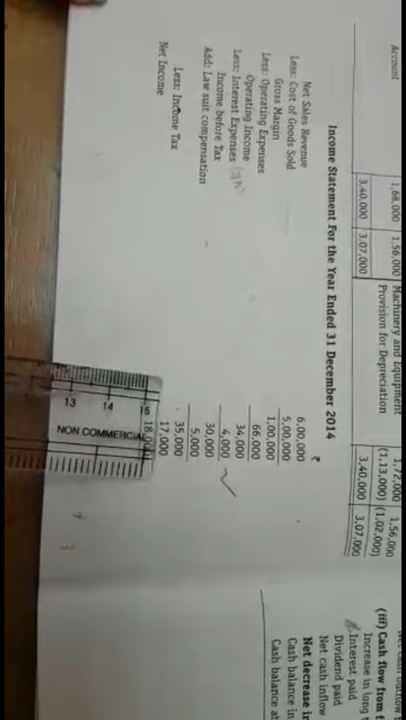 Account
1,68,000 1,56,000 Machinery and Equipment 1,72,000 1,56,000
Provision for Depreciation (1,13,000) (1,02,000)
3,40,000 3,07,000 3,40,000 3,07,000
Income Statement For the Year Ended 31 December 2014
₹
Net Sales Revenue 6,00,000
Less: Cost of Goods Sold 5,00,000
Gross Margin 1,00,000
Less: Operating Expenses 66,000
Operating Income 34,000
Less: Interest Expenses 4,000
Income before Tax 30,000
Add: Law suit compensation 5,000
35,000
Less: Income Tax 17,000
Net Income 18,000
13 14 15
NON COMMERCIAL
(iii) Cash flow from
Increase in long
Interest paid
Dividend paid
Net cash inflow
Net decrease in
Cash balance in
Cash balance at